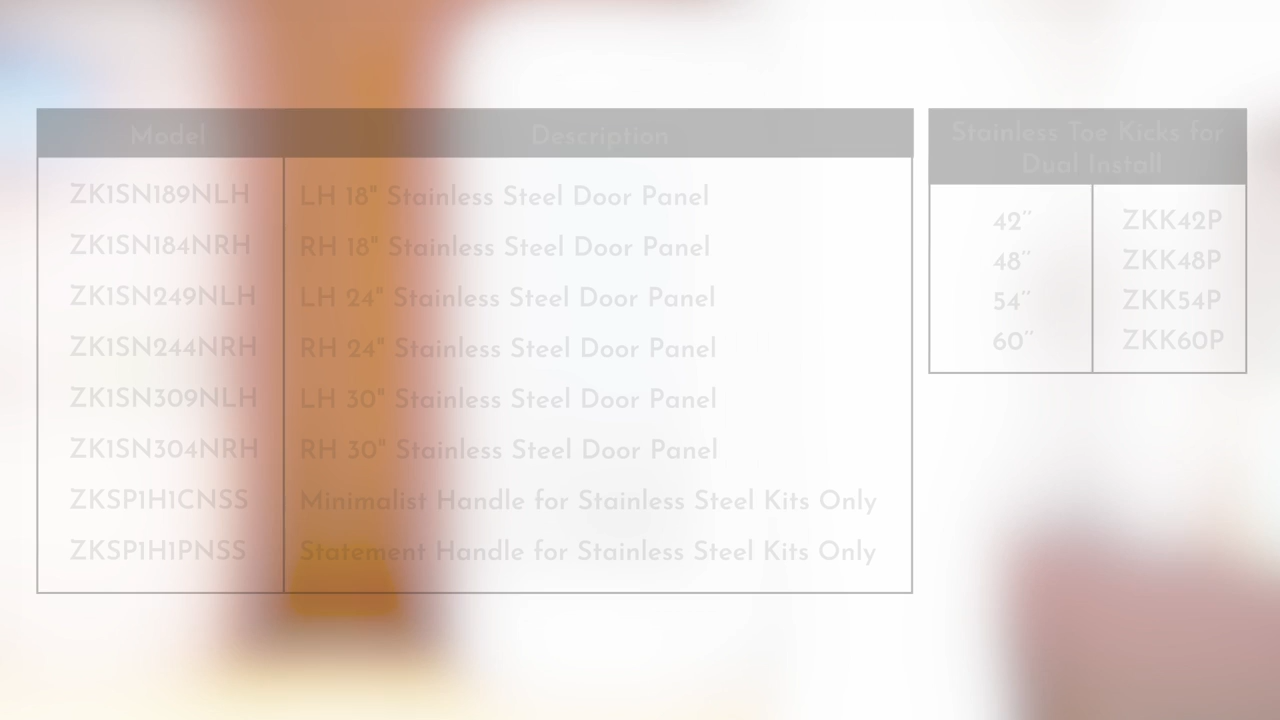 Model Description
ZK1SN189NLH LH 18" Stainless Steel Door Panel
ZK1SN184NRH RH 18" Stainless Steel Door Panel
ZK1SN249NLH LH 24" Stainless Steel Door Panel
ZK1SN244NRH RH 24" Stainless Steel Door Panel
ZK1SN309NLH LH 30" Stainless Steel Door Panel
ZK1SN304NRH RH 30" Stainless Steel Door Panel
ZKSP1H1CNSS Minimalist Handle for Stainless Steel Kits Only
ZKSP1H1PNSS Statement Handle for Stainless Steel Kits Only
Stainless Toe Kicks for
Dual Install
42" ZKK42P
48" ZKK48P
54" ZKK54P
60" ZKK60P